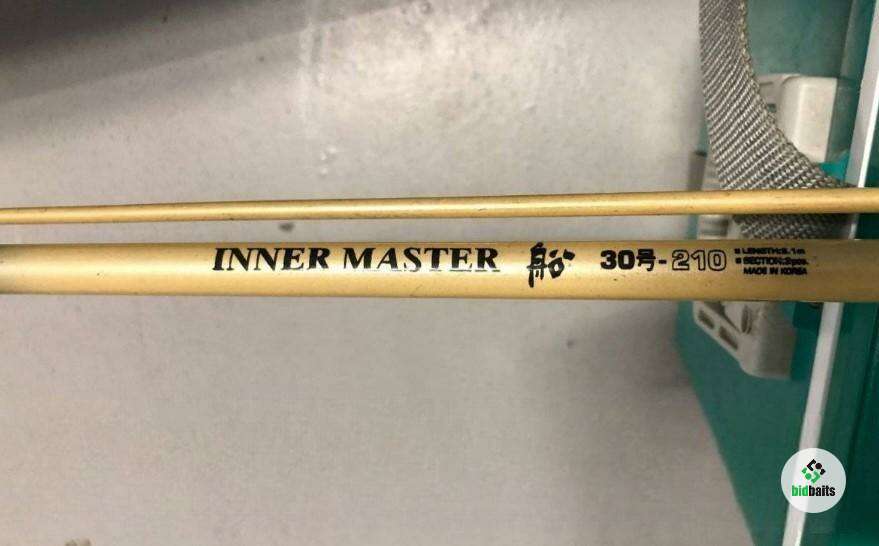 INNER MASTER 船 30号-210
■ LENGTH:2.1m
■ SECTION:2pcs.
MADE IN KOREA
bidbaits